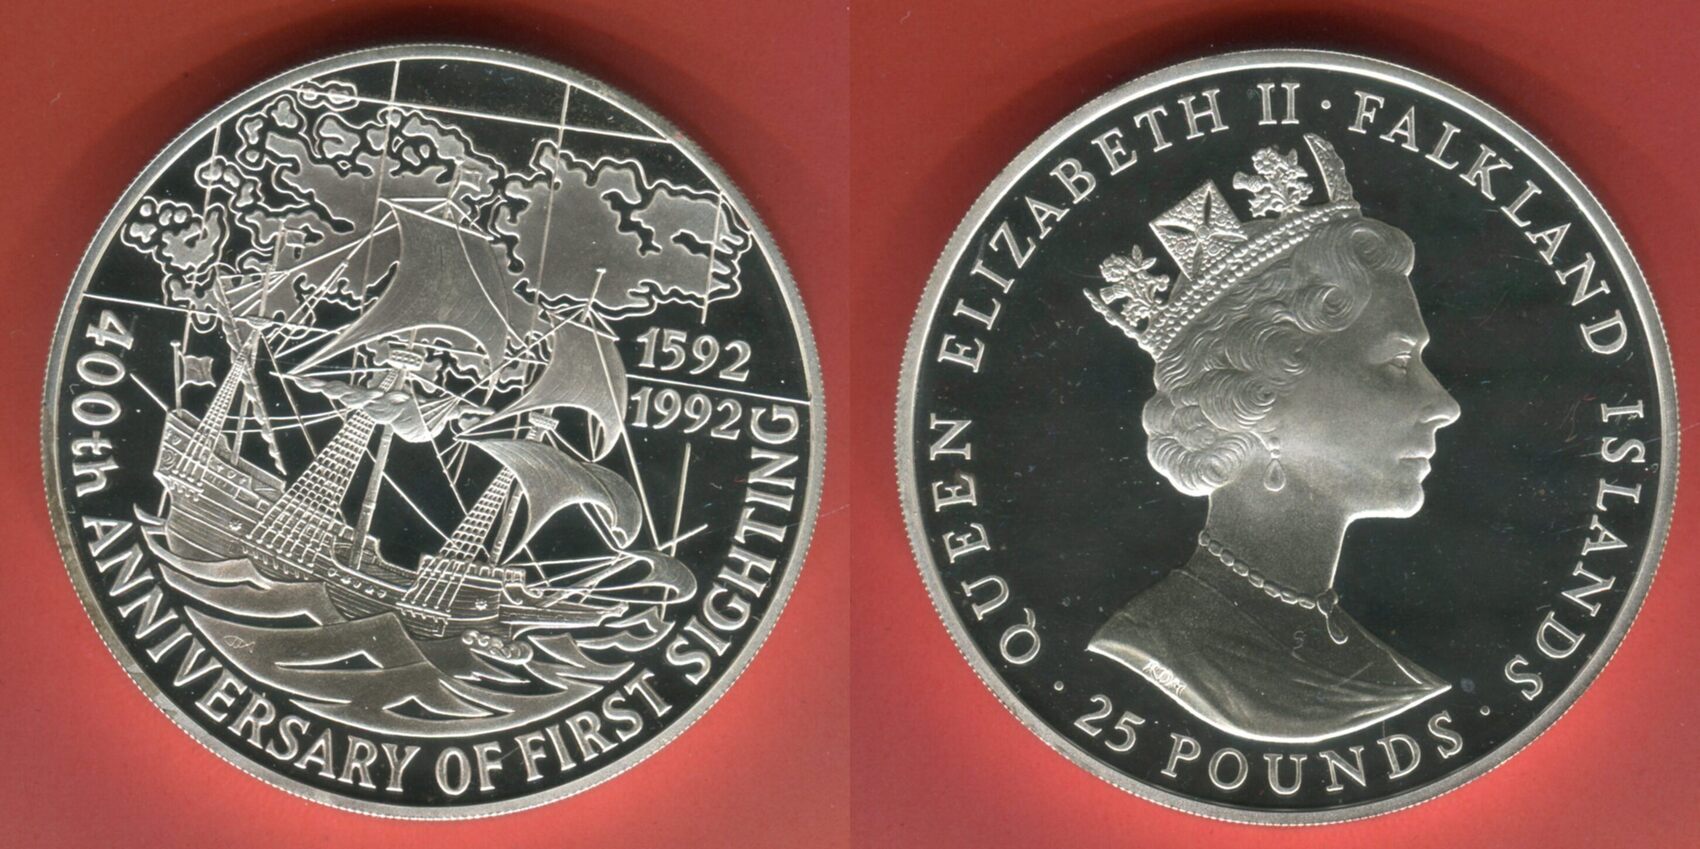 1592
1992
400th ANNIVERSARY OF FIRST SIGHTING
QUEEN ELIZABETH II · FALKLAND ISLANDS ·
25 POUNDS ·
RDM